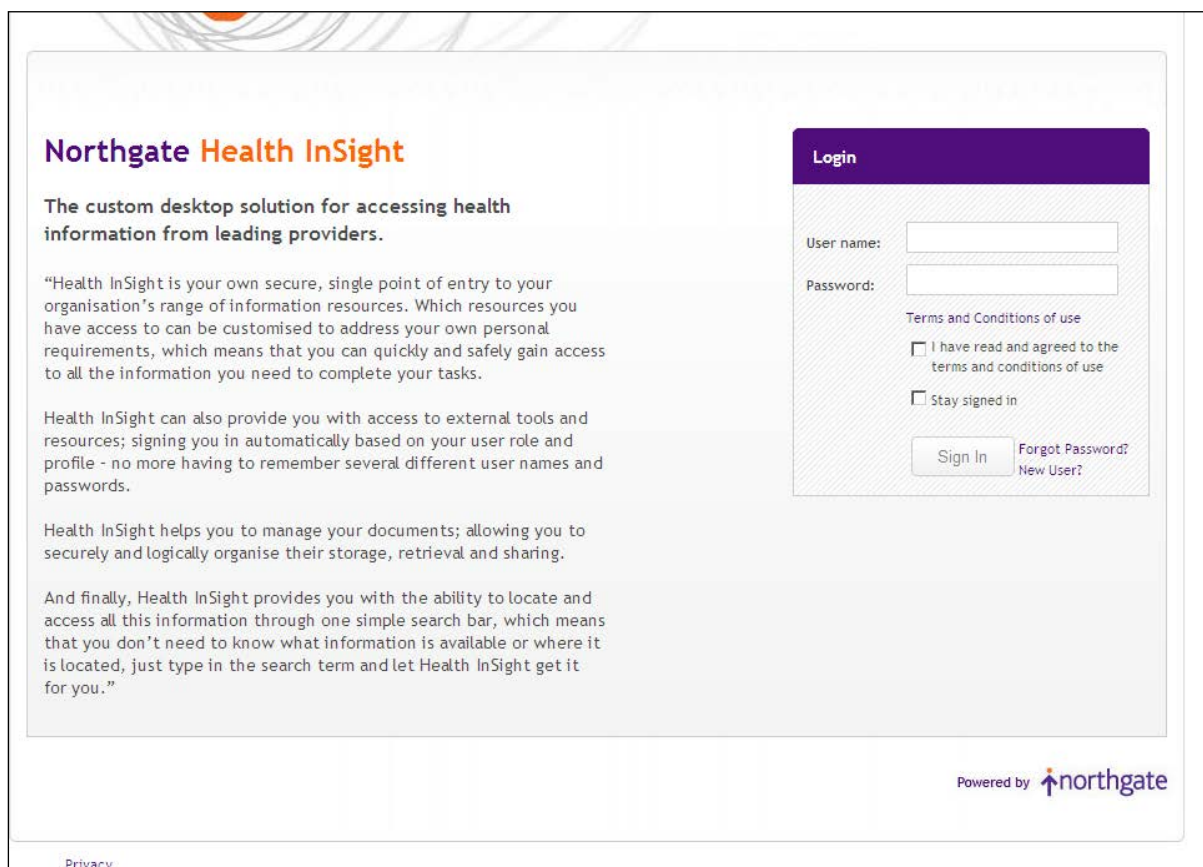 Northgate Health InSight
The custom desktop solution for accessing health
information from leading providers.
“Health InSight is your own secure, single point of entry to your
organisation’s range of information resources. Which resources you
have access to can be customised to address your own personal
requirements, which means that you can quickly and safely gain access
to all the information you need to complete your tasks.
Health InSight can also provide you with access to external tools and
resources; signing you in automatically based on your user role and
profile - no more having to remember several different user names and
passwords.
Health InSight helps you to manage your documents; allowing you to
securely and logically organise their storage, retrieval and sharing.
And finally, Health InSight provides you with the ability to locate and
access all this information through one simple search bar, which means
that you don’t need to know what information is available or where it
is located, just type in the search term and let Health InSight get it
for you.”
Login
User name:
Password:
Terms and Conditions of use
I have read and agreed to the
terms and conditions of use
Stay signed in
Sign In
Forgot Password?
New User?
Powered by northgate
Privacy